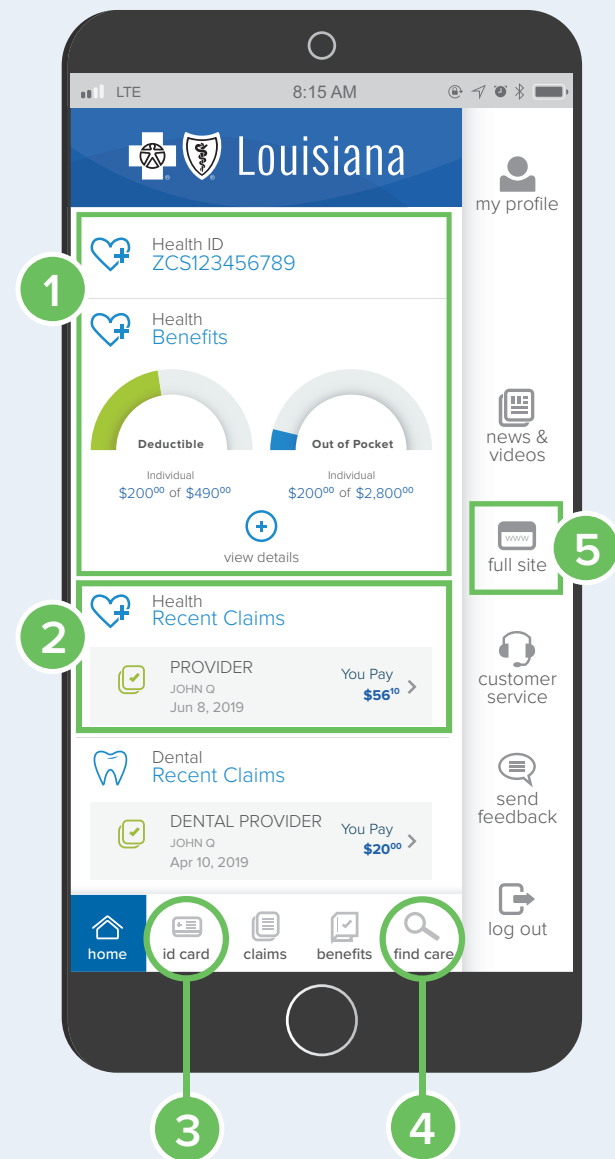 LTE
8:15 AM
Louisiana
my profile
1
Health ID
ZCS123456789
Health
Benefits
Deductible
Individual
$200⁰⁰ of $490⁰⁰
Out of Pocket
Individual
$200⁰⁰ of $2,800⁰⁰
view details
news &
videos
www
full site
5
2
Health
Recent Claims
PROVIDER
JOHN Q
Jun 8, 2019
You Pay
$56¹⁰
customer
service
Dental
Recent Claims
DENTAL PROVIDER
JOHN Q
Apr 10, 2019
You Pay
$20⁰⁰
send
feedback
log out
home
id card
claims
benefits
find care
3
4